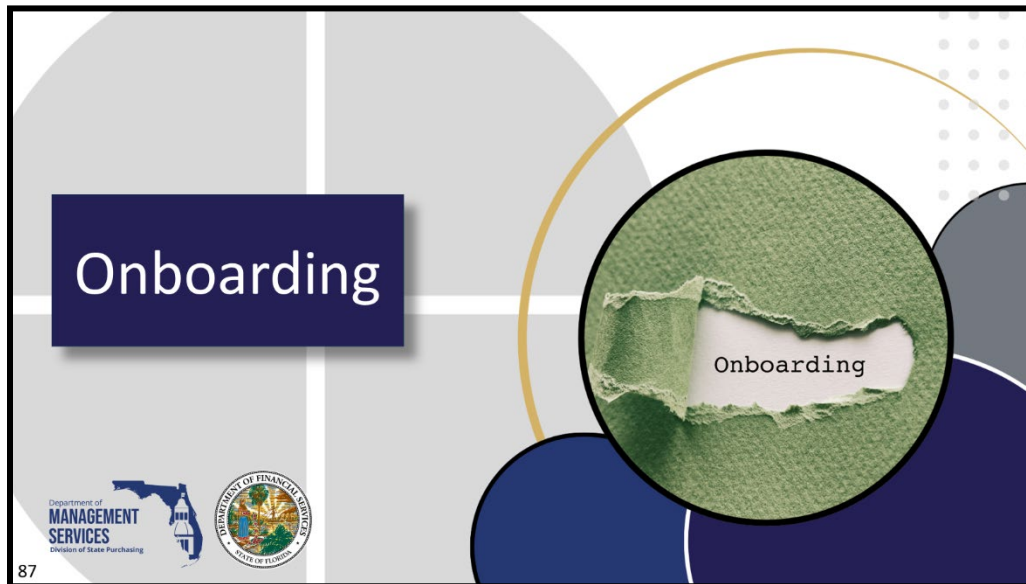 Onboarding
Onboarding
Department of
MANAGEMENT
SERVICES
Division of State Purchasing
DEPARTMENT OF FINANCIAL SERVICES
STATE OF FLORIDA
87